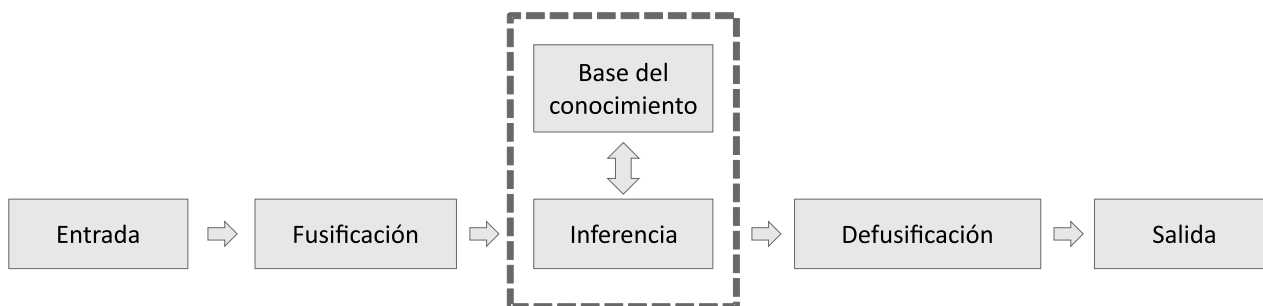 Base del
conocimiento
Entrada
Fusificación
Inferencia
Defusificación
Salida